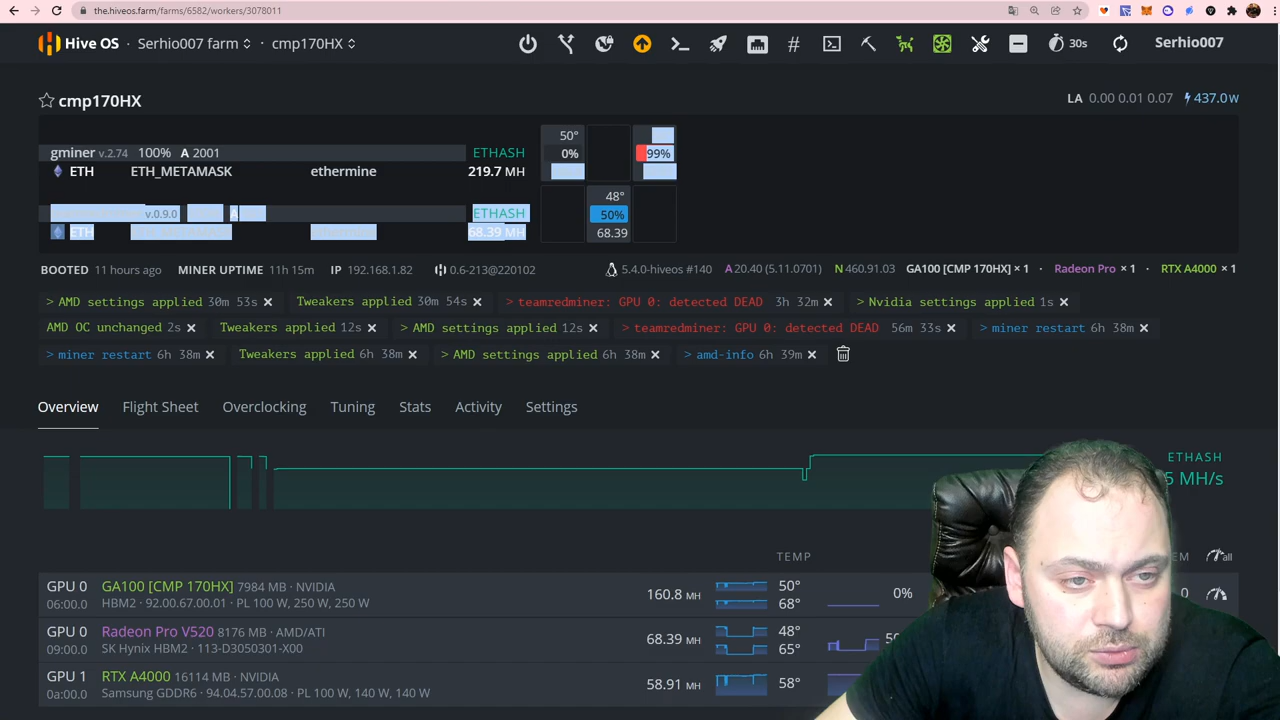 the.hiveos.farm/farms/6582/workers/3078011
Hive OS · Serhio007 farm · cmp170HX 30s Serhio007
cmp170HX LA 0.00 0.01 0.07 437.0 W
50°
gminer v.2.74 100% A 2001 ETHASH 0% 99%
ETH ETH_METAMASK ethermine 219.7 MH
48°
v.0.9.0 A ETHASH 50%
ETH 68.39 MH 68.39
BOOTED 11 hours ago MINER UPTIME 11h 15m IP 192.168.1.82 0.6-213@220102 5.4.0-hiveos #140 A 20.40 (5.11.0701) N 460.91.03 GA100 [CMP 170HX] × 1 · Radeon Pro × 1 · RTX A4000 × 1
> AMD settings applied 30m 53s × Tweakers applied 30m 54s × > teamredminer: GPU 0: detected DEAD 3h 32m × > Nvidia settings applied 1s ×
AMD OC unchanged 2s × Tweakers applied 12s × > AMD settings applied 12s × > teamredminer: GPU 0: detected DEAD 56m 33s × > miner restart 6h 38m ×
> miner restart 6h 38m × Tweakers applied 6h 38m × > AMD settings applied 6h 38m × > amd-info 6h 39m ×
Overview Flight Sheet Overclocking Tuning Stats Activity Settings
ETHASH
5 MH/s
TEMP all
GPU 0 GA100 [CMP 170HX] 7984 MB · NVIDIA 160.8 MH 50° 0% 0
06:00.0 HBM2 · 92.00.67.00.01 · PL 100 W, 250 W, 250 W 68°
GPU 0 Radeon Pro V520 8176 MB · AMD/ATI 68.39 MH 48°
09:00.0 SK Hynix HBM2 · 113-D3050301-X00 65°
GPU 1 RTX A4000 16114 MB · NVIDIA 58.91 MH 58°
0a:00.0 Samsung GDDR6 · 94.04.57.00.08 · PL 100 W, 140 W, 140 W